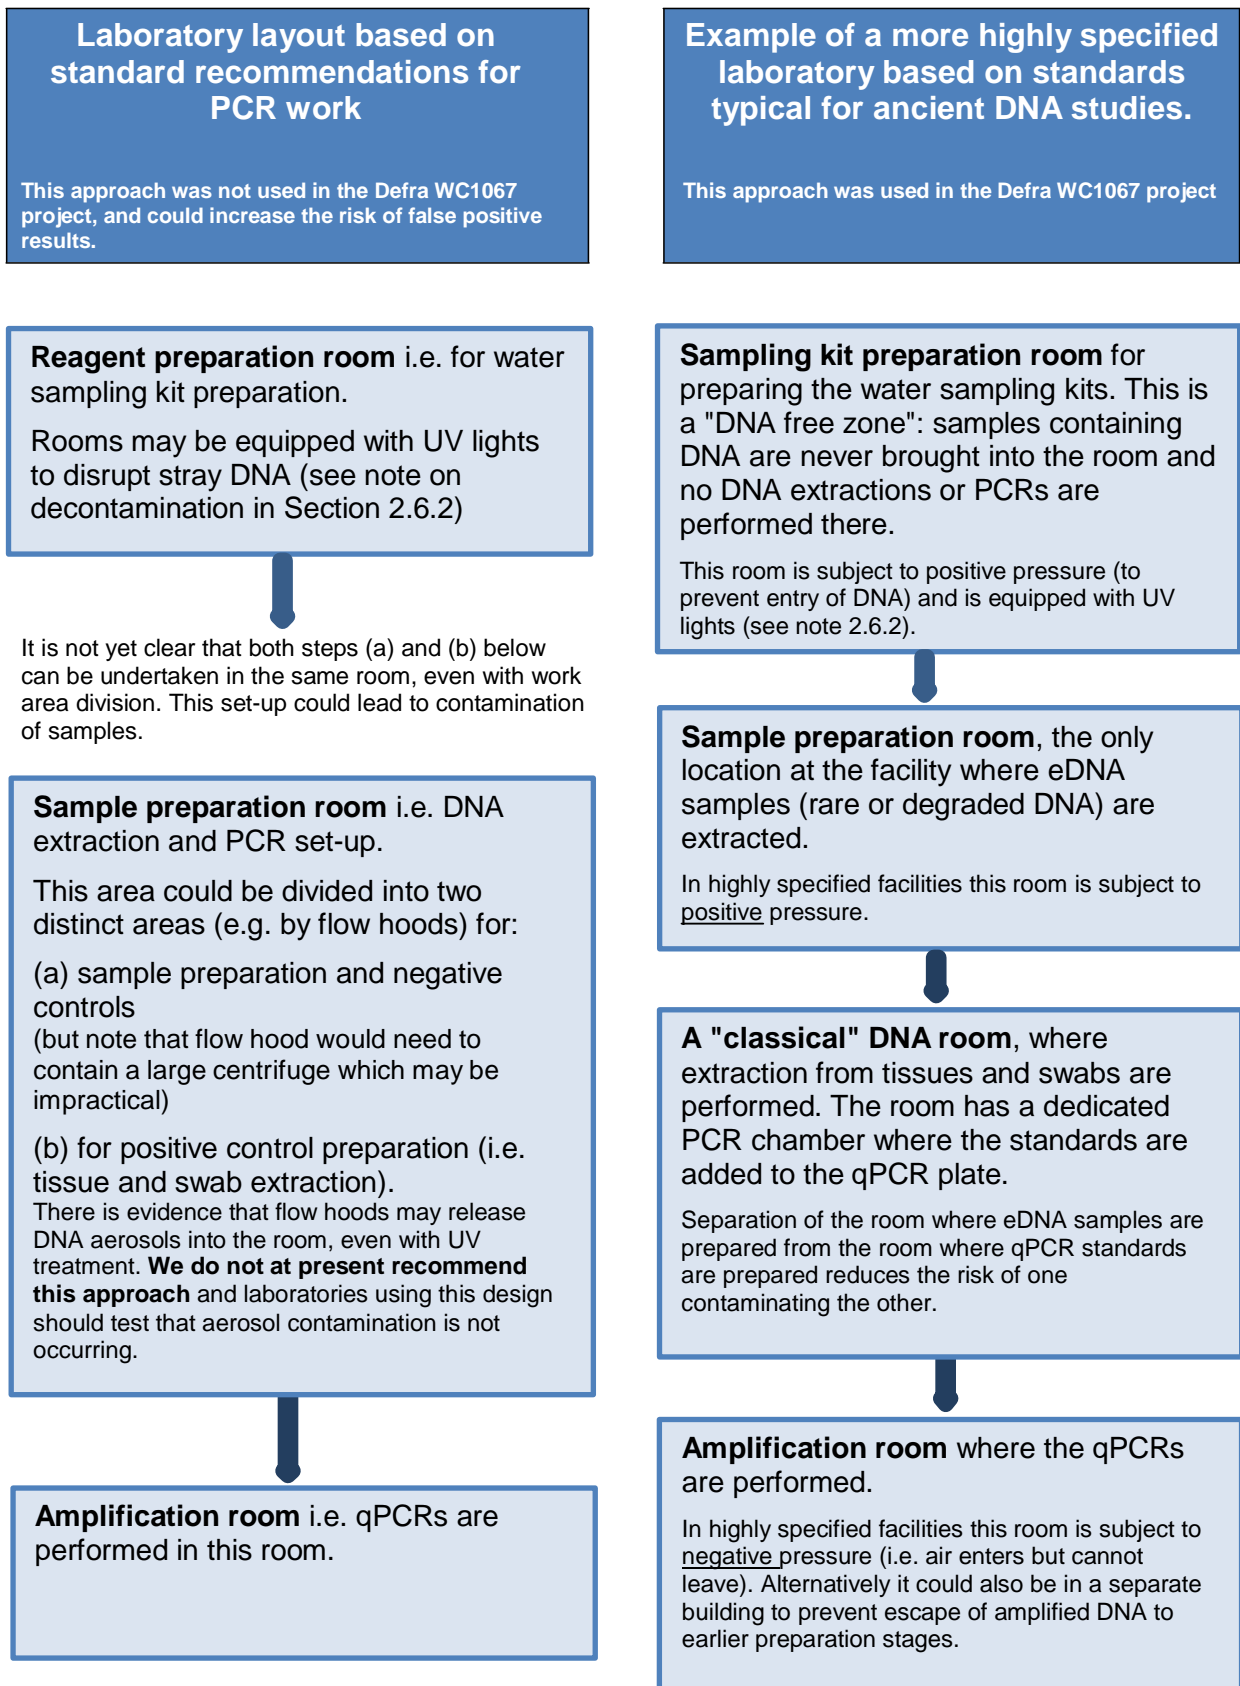 Laboratory layout based on
standard recommendations for
PCR work
This approach was not used in the Defra WC1067
project, and could increase the risk of false positive
results.
Reagent preparation room i.e. for water
sampling kit preparation.
Rooms may be equipped with UV lights
to disrupt stray DNA (see note on
decontamination in Section 2.6.2)
It is not yet clear that both steps (a) and (b) below
can be undertaken in the same room, even with work
area division. This set-up could lead to contamination
of samples.
Sample preparation room i.e. DNA
extraction and PCR set-up.
This area could be divided into two
distinct areas (e.g. by flow hoods) for:
(a) sample preparation and negative
controls
(but note that flow hood would need to
contain a large centrifuge which may be
impractical)
(b) for positive control preparation (i.e.
tissue and swab extraction).
There is evidence that flow hoods may release
DNA aerosols into the room, even with UV
treatment. We do not at present recommend
this approach and laboratories using this design
should test that aerosol contamination is not
occurring.
Amplification room i.e. qPCRs are
performed in this room.
Example of a more highly specified
laboratory based on standards
typical for ancient DNA studies.
This approach was used in the Defra WC1067 project
Sampling kit preparation room for
preparing the water sampling kits. This is
a "DNA free zone": samples containing
DNA are never brought into the room and
no DNA extractions or PCRs are
performed there.
This room is subject to positive pressure (to
prevent entry of DNA) and is equipped with UV
lights (see note 2.6.2).
Sample preparation room, the only
location at the facility where eDNA
samples (rare or degraded DNA) are
extracted.
In highly specified facilities this room is subject to
positive pressure.
A "classical" DNA room, where
extraction from tissues and swabs are
performed. The room has a dedicated
PCR chamber where the standards are
added to the qPCR plate.
Separation of the room where eDNA samples are
prepared from the room where qPCR standards
are prepared reduces the risk of one
contaminating the other.
Amplification room where the qPCRs
are performed.
In highly specified facilities this room is subject to
negative pressure (i.e. air enters but cannot
leave). Alternatively it could also be in a separate
building to prevent escape of amplified DNA to
earlier preparation stages.